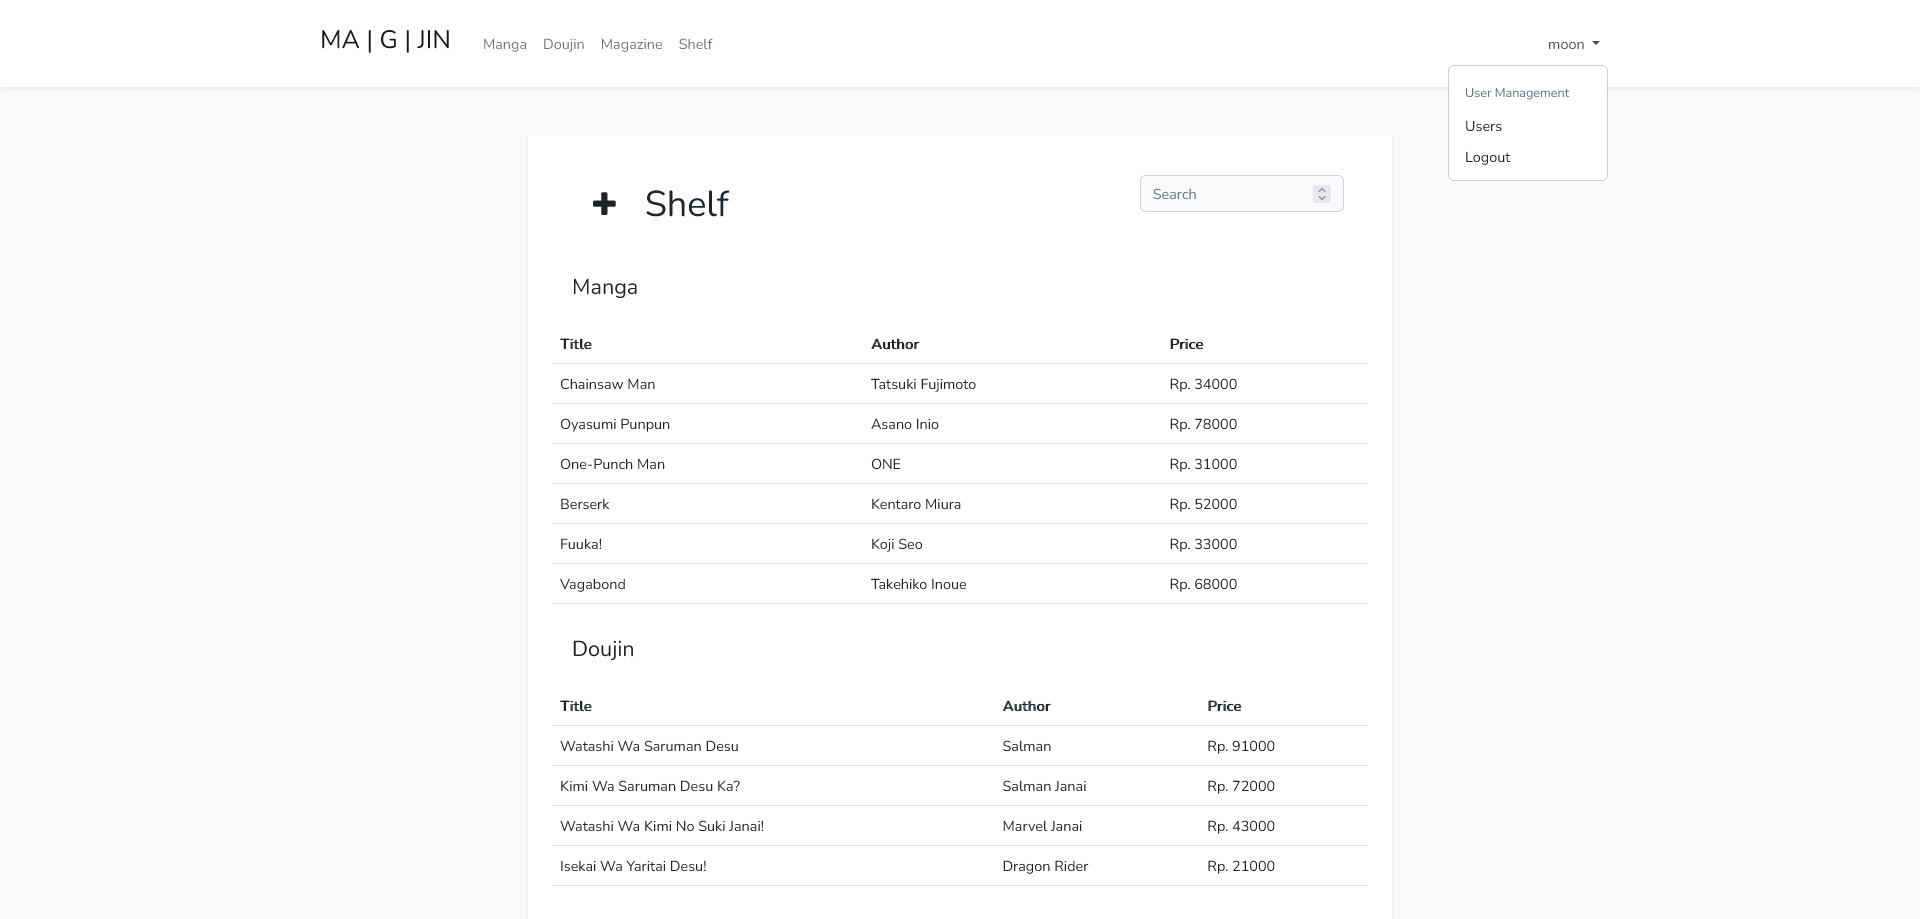 MA | G | JIN Manga Doujin Magazine Shelf moon
User Management
Users
Logout
Shelf
Search
Manga
Title Author Price
Chainsaw Man Tatsuki Fujimoto Rp. 34000
Oyasumi Punpun Asano Inio Rp. 78000
One-Punch Man ONE Rp. 31000
Berserk Kentaro Miura Rp. 52000
Fuuka! Koji Seo Rp. 33000
Vagabond Takehiko Inoue Rp. 68000
Doujin
Title Author Price
Watashi Wa Saruman Desu Salman Rp. 91000
Kimi Wa Saruman Desu Ka? Salman Janai Rp. 72000
Watashi Wa Kimi No Suki Janai! Marvel Janai Rp. 43000
Isekai Wa Yaritai Desu! Dragon Rider Rp. 21000